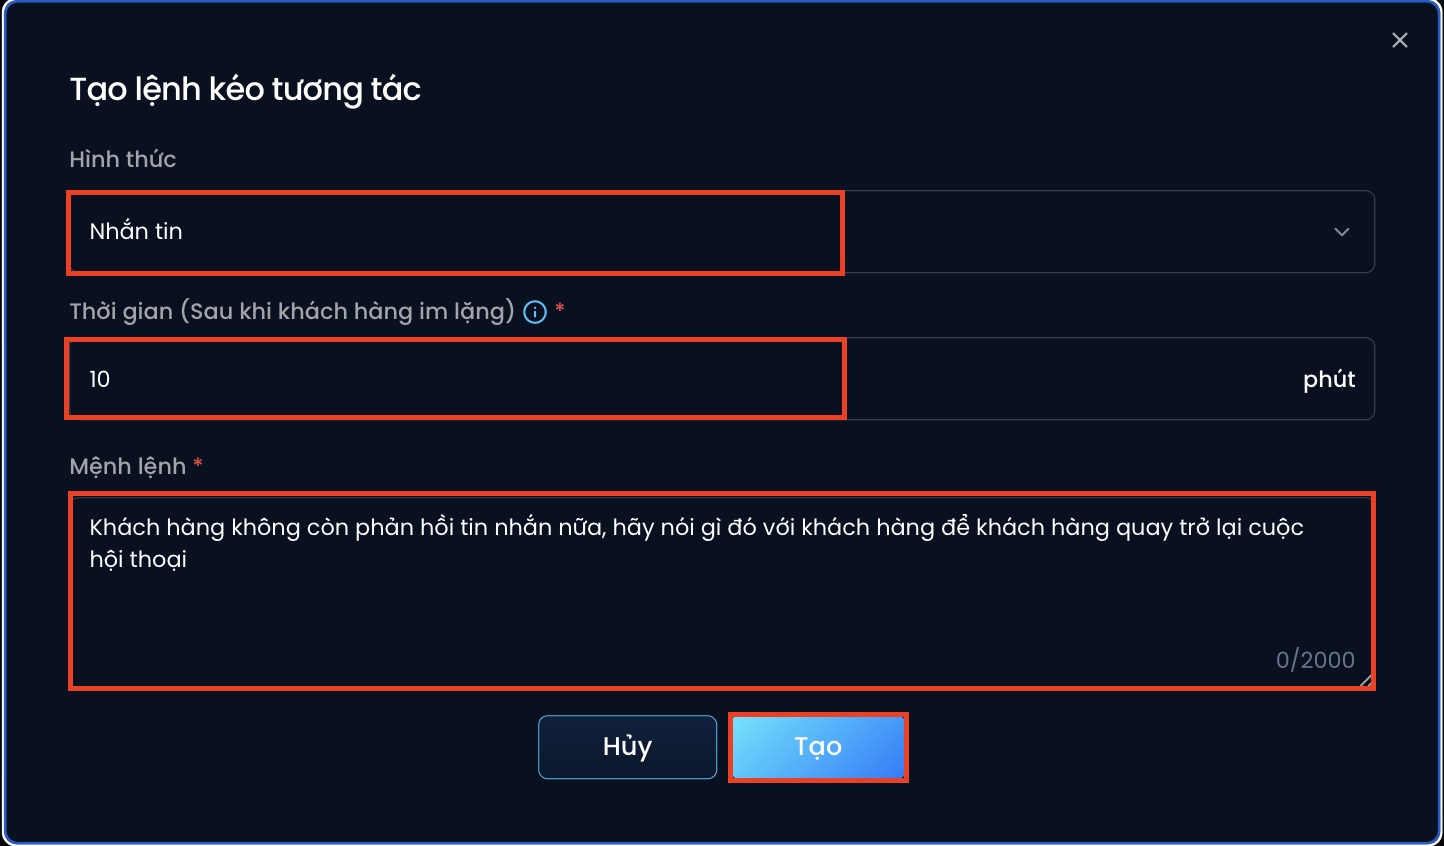 Tạo lệnh kéo tương tác
Hình thức
Nhắn tin
Thời gian (Sau khi khách hàng im lặng) *
10
phút
Mệnh lệnh *
Khách hàng không còn phản hồi tin nhắn nữa, hãy nói gì đó với khách hàng để khách hàng quay trở lại cuộc
hội thoại
0/2000
Hủy
Tạo